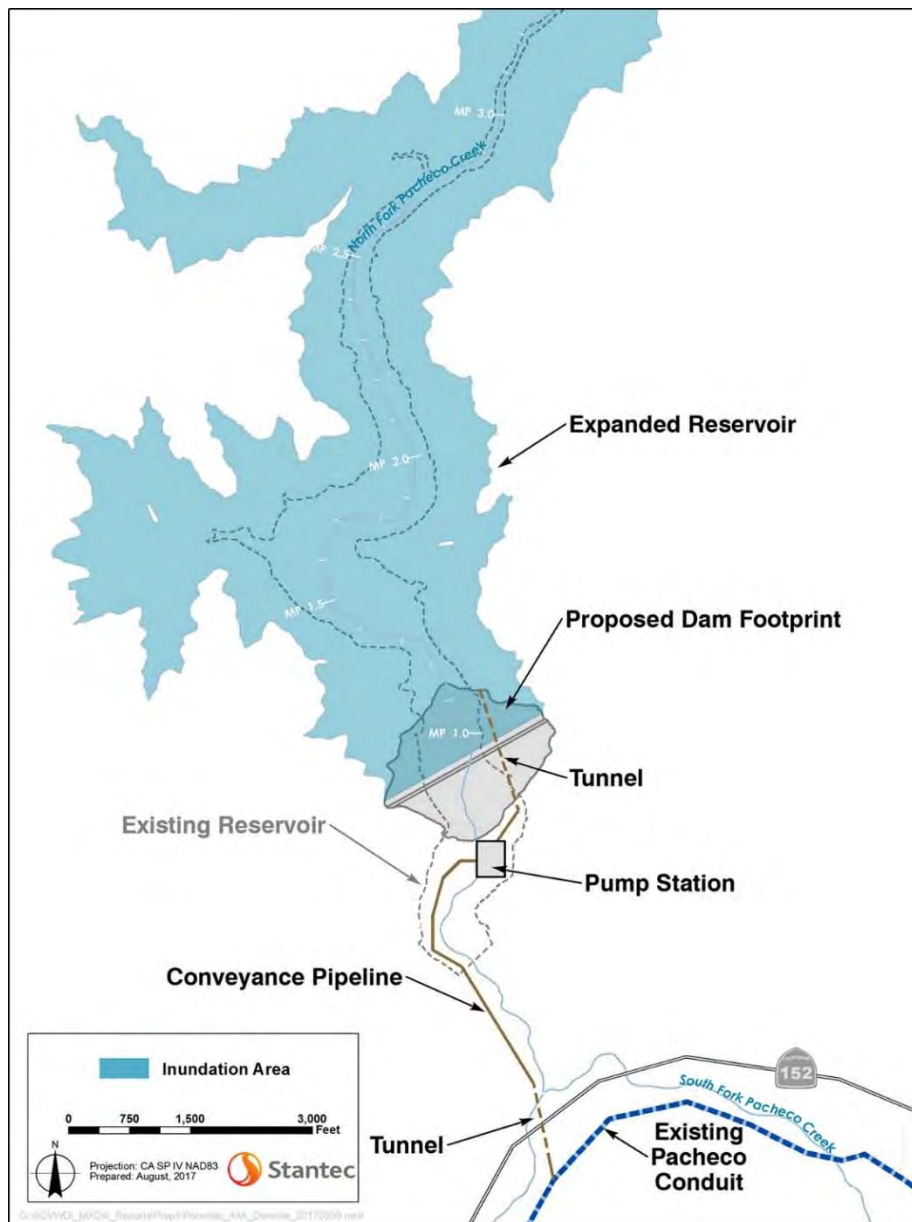 MP 3.0
North Fork Pacheco Creek
MP 2.5
Expanded Reservoir
MP 2.0
MP 1.5
Proposed Dam Footprint
MP 1.0
Tunnel
Existing Reservoir
Pump Station
Conveyance Pipeline
152
South Fork Pacheco Creek
Existing
Pacheco
Conduit
Tunnel
Inundation Area
0 750 1,500 3,000
Feet
N
Projection: CA SP IV NAD83
Prepared: August, 2017
Stantec